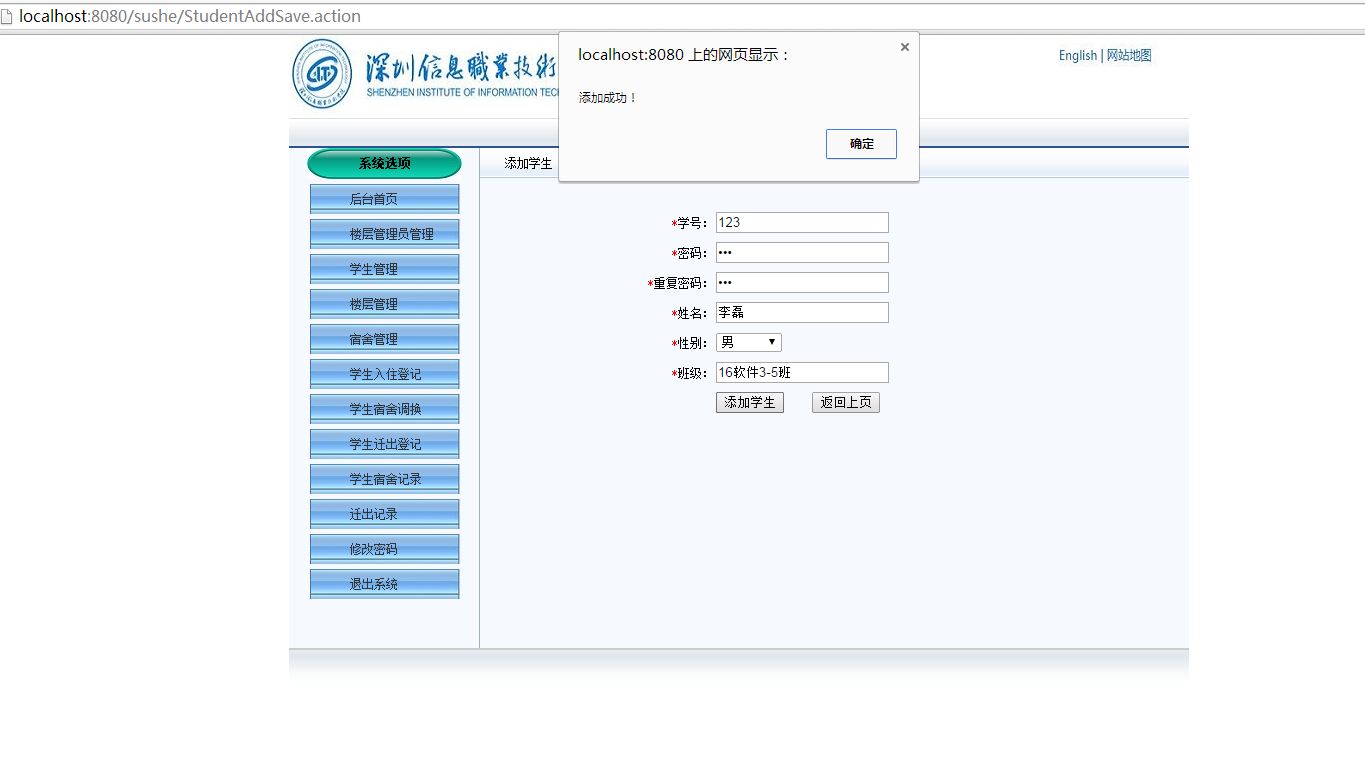 localhost:8080/sushe/StudentAddSave.action
深圳信息職業技術
SHENZHEN INSTITUTE OF INFORMATION TEC
English | 网站地图
localhost:8080 上的网页显示：
×
添加成功！
确定
系统选项
添加学生
后台首页
楼层管理员管理
学生管理
楼层管理
宿舍管理
学生入住登记
学生宿舍调换
学生迁出登记
学生宿舍记录
迁出记录
修改密码
退出系统
*学号： 123
*密码： •••
*重复密码： •••
*姓名： 李磊
*性别： 男
*班级： 16软件3-5班
添加学生 返回上页